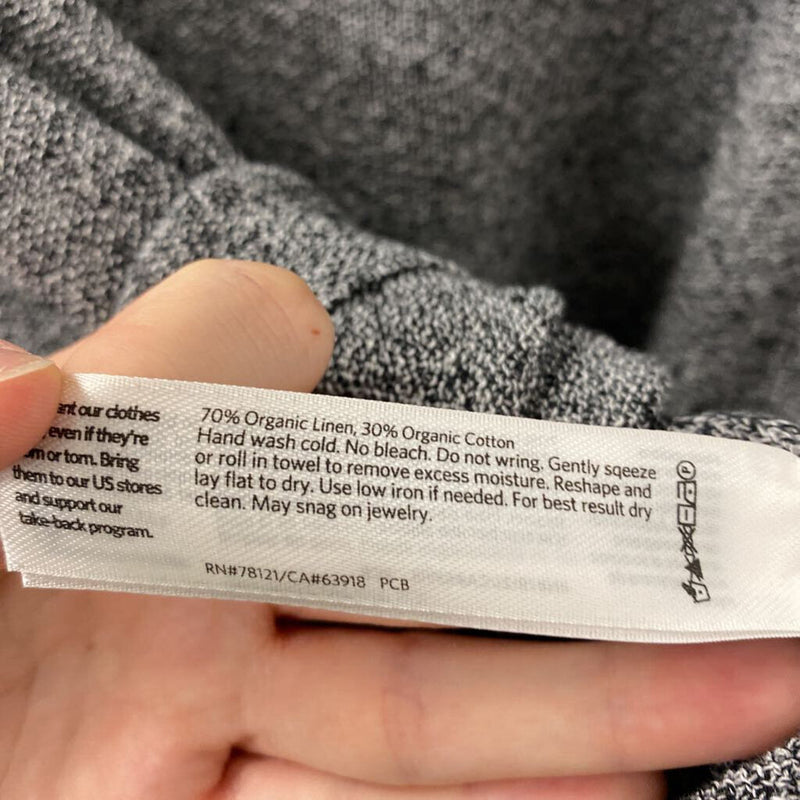 our clothes
even if they're
or torn. Bring
them to our US stores
and support our
take-back program.
70% Organic Linen, 30% Organic Cotton
Hand wash cold. No bleach. Do not wring. Gently sqeeze
or roll in towel to remove excess moisture. Reshape and
lay flat to dry. Use low iron if needed. For best result dry
clean. May snag on jewelry.
RN#78121/CA#63918 PCB
P